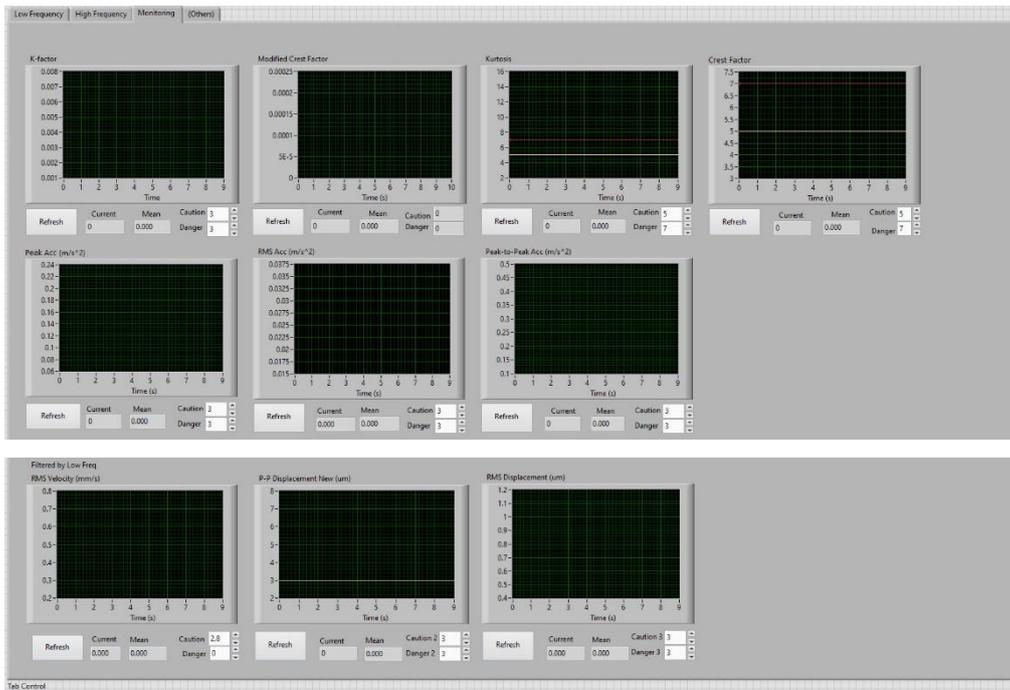 Low Frequency High Frequency Monitoring (Others)
K-factor
0.008
0.007
0.006
0.005
0.004
0.003
0.002
0.001
0 1 2 3 4 5 6 7 8 9
Time
Refresh Current Mean Caution 3
0 0.000 Danger 3
Modified Crest Factor
0.00025
0.0002
0.00015
0.0001
5E-5
0
0 1 2 3 4 5 6 7 8 9 10
Time (s)
Refresh Current Mean Caution 0
0 0.000 Danger 0
Kurtosis
16
14
12
10
8
6
4
2
0 1 2 3 4 5 6 7 8 9
Time (s)
Refresh Current Mean Caution 5
0 0.000 Danger 7
Crest Factor
7.5
7
6.5
6
5.5
5
4.5
4
3.5
3
0 1 2 3 4 5 6 7 8 9
Time (s)
Refresh Current Mean Caution 5
0 0.000 Danger 7
Peak Acc (m/s^2)
0.24
0.22
0.2
0.18
0.16
0.14
0.12
0.1
0.08
0.06
0 1 2 3 4 5 6 7 8 9
Time (s)
Refresh Current Mean Caution 3
0 0.000 Danger 3
RMS Acc (m/s^2)
0.0375
0.035
0.0325
0.03
0.0275
0.025
0.0225
0.02
0.0175
0.015
0 1 2 3 4 5 6 7 8 9
Time (s)
Refresh Current Mean Caution 3
0.000 0.000 Danger 3
Peak-to-Peak Acc (m/s^2)
0.5
0.45
0.4
0.35
0.3
0.25
0.2
0.15
0.1
0 1 2 3 4 5 6 7 8 9
Time (s)
Refresh Current Mean Caution 3
0 0.000 Danger 3
Filtered by Low Freq
RMS Velocity (mm/s)
0.8
0.7
0.6
0.5
0.4
0.3
0.2
0 1 2 3 4 5 6 7 8 9
Time (s)
Refresh Current Mean Caution 2.8
0.000 0.000 Danger 0
P-P Displacement New (um)
8
7
6
5
4
3
2
0 1 2 3 4 5 6 7 8 9
Time (s)
Refresh Current Mean Caution 2 3
0 0.000 Danger 2 3
RMS Displacement (um)
1.2
1.1
1
0.9
0.8
0.7
0.6
0.5
0.4
0 1 2 3 4 5 6 7 8 9
Time (s)
Refresh Current Mean Caution 3 3
0.000 0.000 Danger 3 3
Tab Control